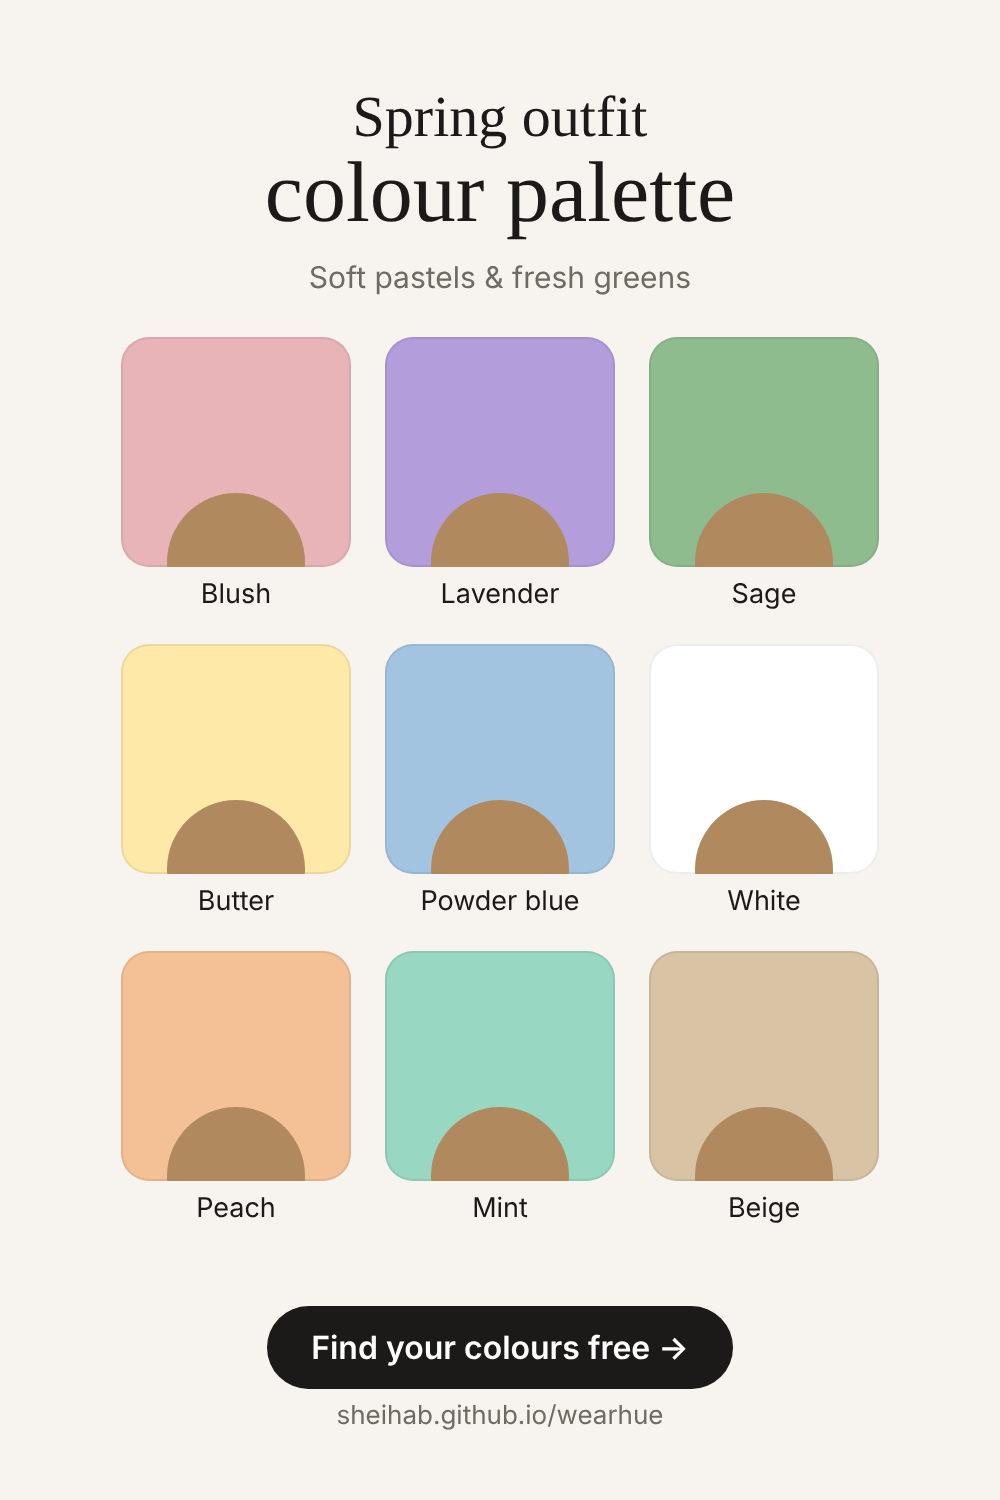 Spring outfit
colour palette
Soft pastels & fresh greens
Blush
Lavender
Sage
Butter
Powder blue
White
Peach
Mint
Beige
Find your colours free →
sheihab.github.io/wearhue